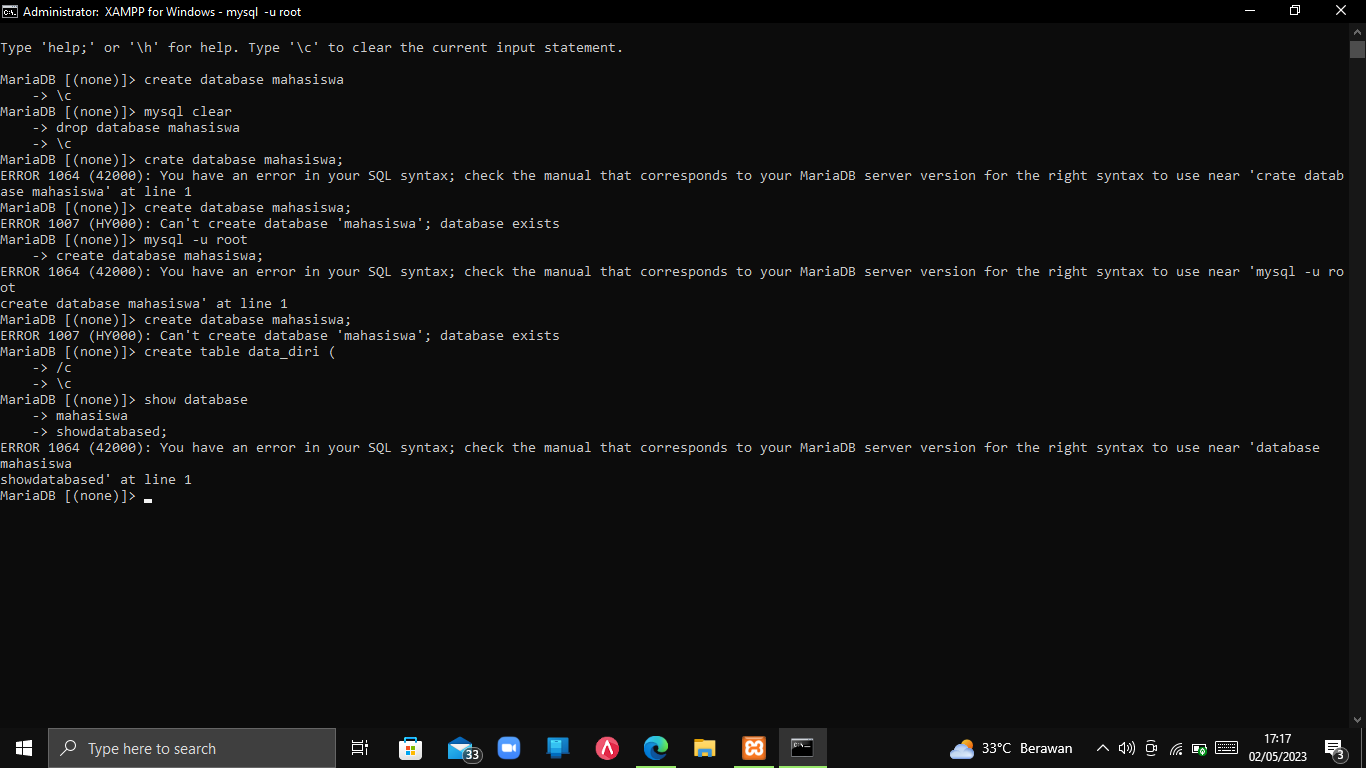 Administrator: XAMPP for Windows - mysql -u root
Type 'help;' or '\h' for help. Type '\c' to clear the current input statement.
MariaDB [(none)]> create database mahasiswa
    -> \c
MariaDB [(none)]> mysql clear
    -> drop database mahasiswa
    -> \c
MariaDB [(none)]> crate database mahasiswa;
ERROR 1064 (42000): You have an error in your SQL syntax; check the manual that corresponds to your MariaDB server version for the right syntax to use near 'crate datab
ase mahasiswa' at line 1
MariaDB [(none)]> create database mahasiswa;
ERROR 1007 (HY000): Can't create database 'mahasiswa'; database exists
MariaDB [(none)]> mysql -u root
    -> create database mahasiswa;
ERROR 1064 (42000): You have an error in your SQL syntax; check the manual that corresponds to your MariaDB server version for the right syntax to use near 'mysql -u ro
ot
create database mahasiswa' at line 1
MariaDB [(none)]> create database mahasiswa;
ERROR 1007 (HY000): Can't create database 'mahasiswa'; database exists
MariaDB [(none)]> create table data_diri (
    -> /c
    -> \c
MariaDB [(none)]> show database
    -> mahasiswa
    -> showdatabased;
ERROR 1064 (42000): You have an error in your SQL syntax; check the manual that corresponds to your MariaDB server version for the right syntax to use near 'database
mahasiswa
showdatabased' at line 1
MariaDB [(none)]>
Type here to search
33
33°C Berawan
17:17
02/05/2023
3